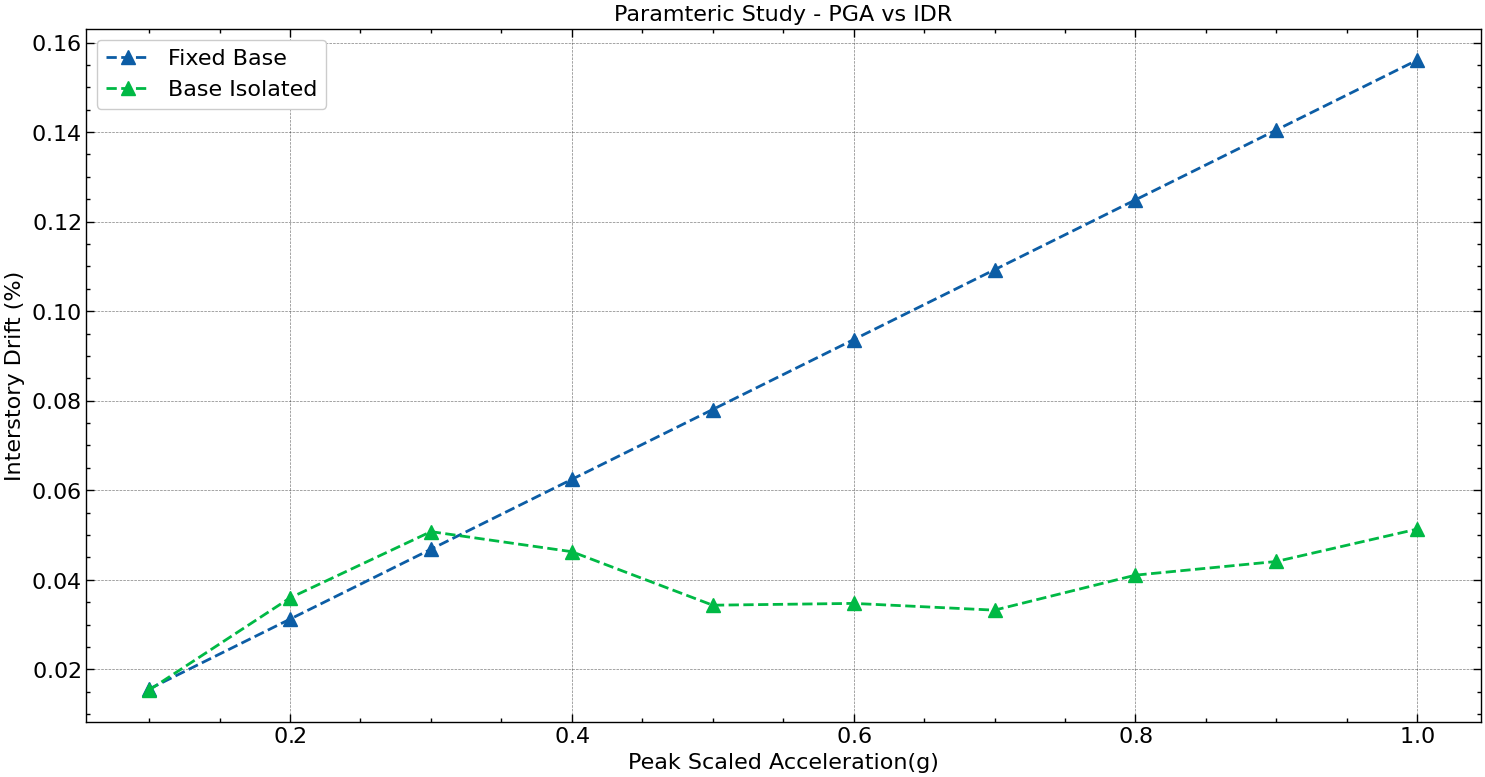 Paramteric Study - PGA vs IDR
Fixed Base
Base Isolated
Interstory Drift (%)
0.16
0.14
0.12
0.10
0.08
0.06
0.04
0.02
0.2 0.4 0.6 0.8 1.0
Peak Scaled Acceleration(g)